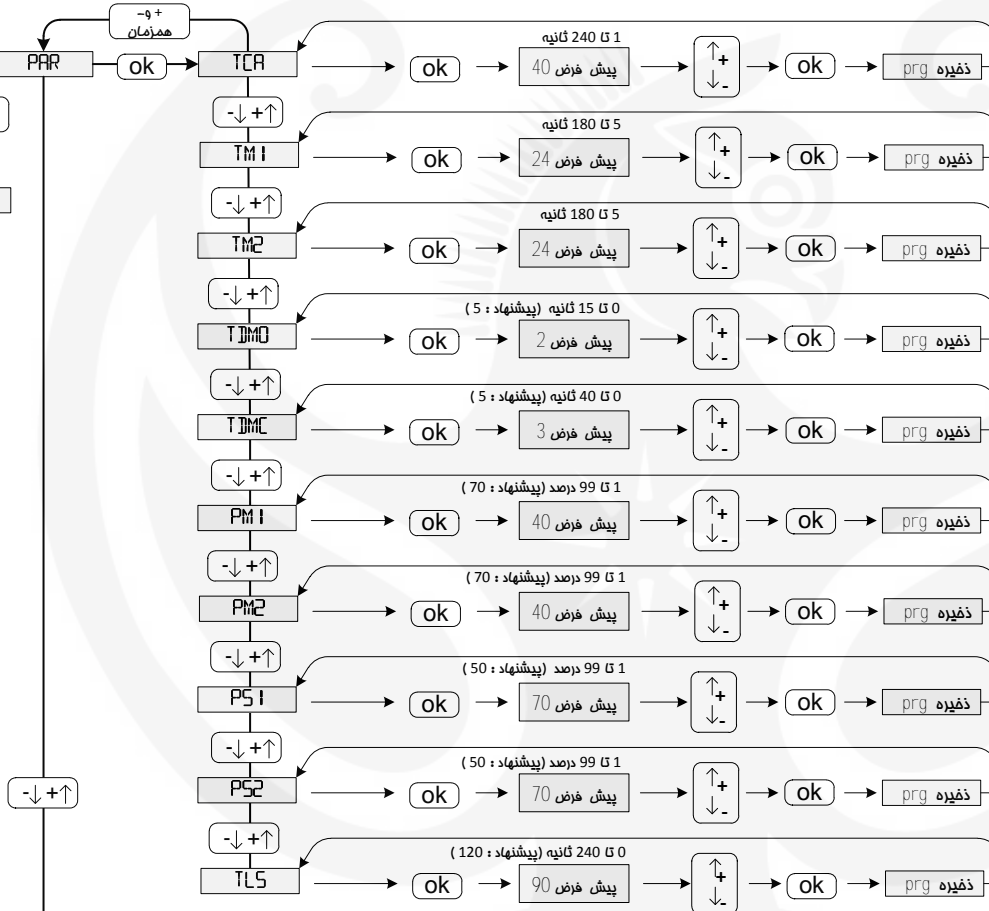 + و-
همزمان
PAR
ok
TCA
1 تا 240 ثانیه
ok
پیش فرض 40
↑+
↓-
ok
ذخیره prg
-↓+↑
TM1
5 تا 180 ثانیه
ok
پیش فرض 24
↑+
↓-
ok
ذخیره prg
-↓+↑
TM2
5 تا 180 ثانیه
ok
پیش فرض 24
↑+
↓-
ok
ذخیره prg
-↓+↑
TDMO
0 تا 15 ثانیه (پیشنهاد : 5 )
ok
پیش فرض 2
↑+
↓-
ok
ذخیره prg
-↓+↑
TDMC
0 تا 40 ثانیه (پیشنهاد : 5 )
ok
پیش فرض 3
↑+
↓-
ok
ذخیره prg
-↓+↑
PM1
1 تا 99 درصد (پیشنهاد : 70 )
ok
پیش فرض 40
↑+
↓-
ok
ذخیره prg
-↓+↑
PM2
1 تا 99 درصد (پیشنهاد : 70 )
ok
پیش فرض 40
↑+
↓-
ok
ذخیره prg
-↓+↑
PS1
1 تا 99 درصد (پیشنهاد : 50 )
ok
پیش فرض 70
↑+
↓-
ok
ذخیره prg
-↓+↑
PS2
1 تا 99 درصد (پیشنهاد : 50 )
ok
پیش فرض 70
↑+
↓-
ok
ذخیره prg
-↓+↑
-↓+↑
TLS
0 تا 240 ثانیه (پیشنهاد : 120 )
ok
پیش فرض 90
↑+
↓-
ok
ذخیره prg